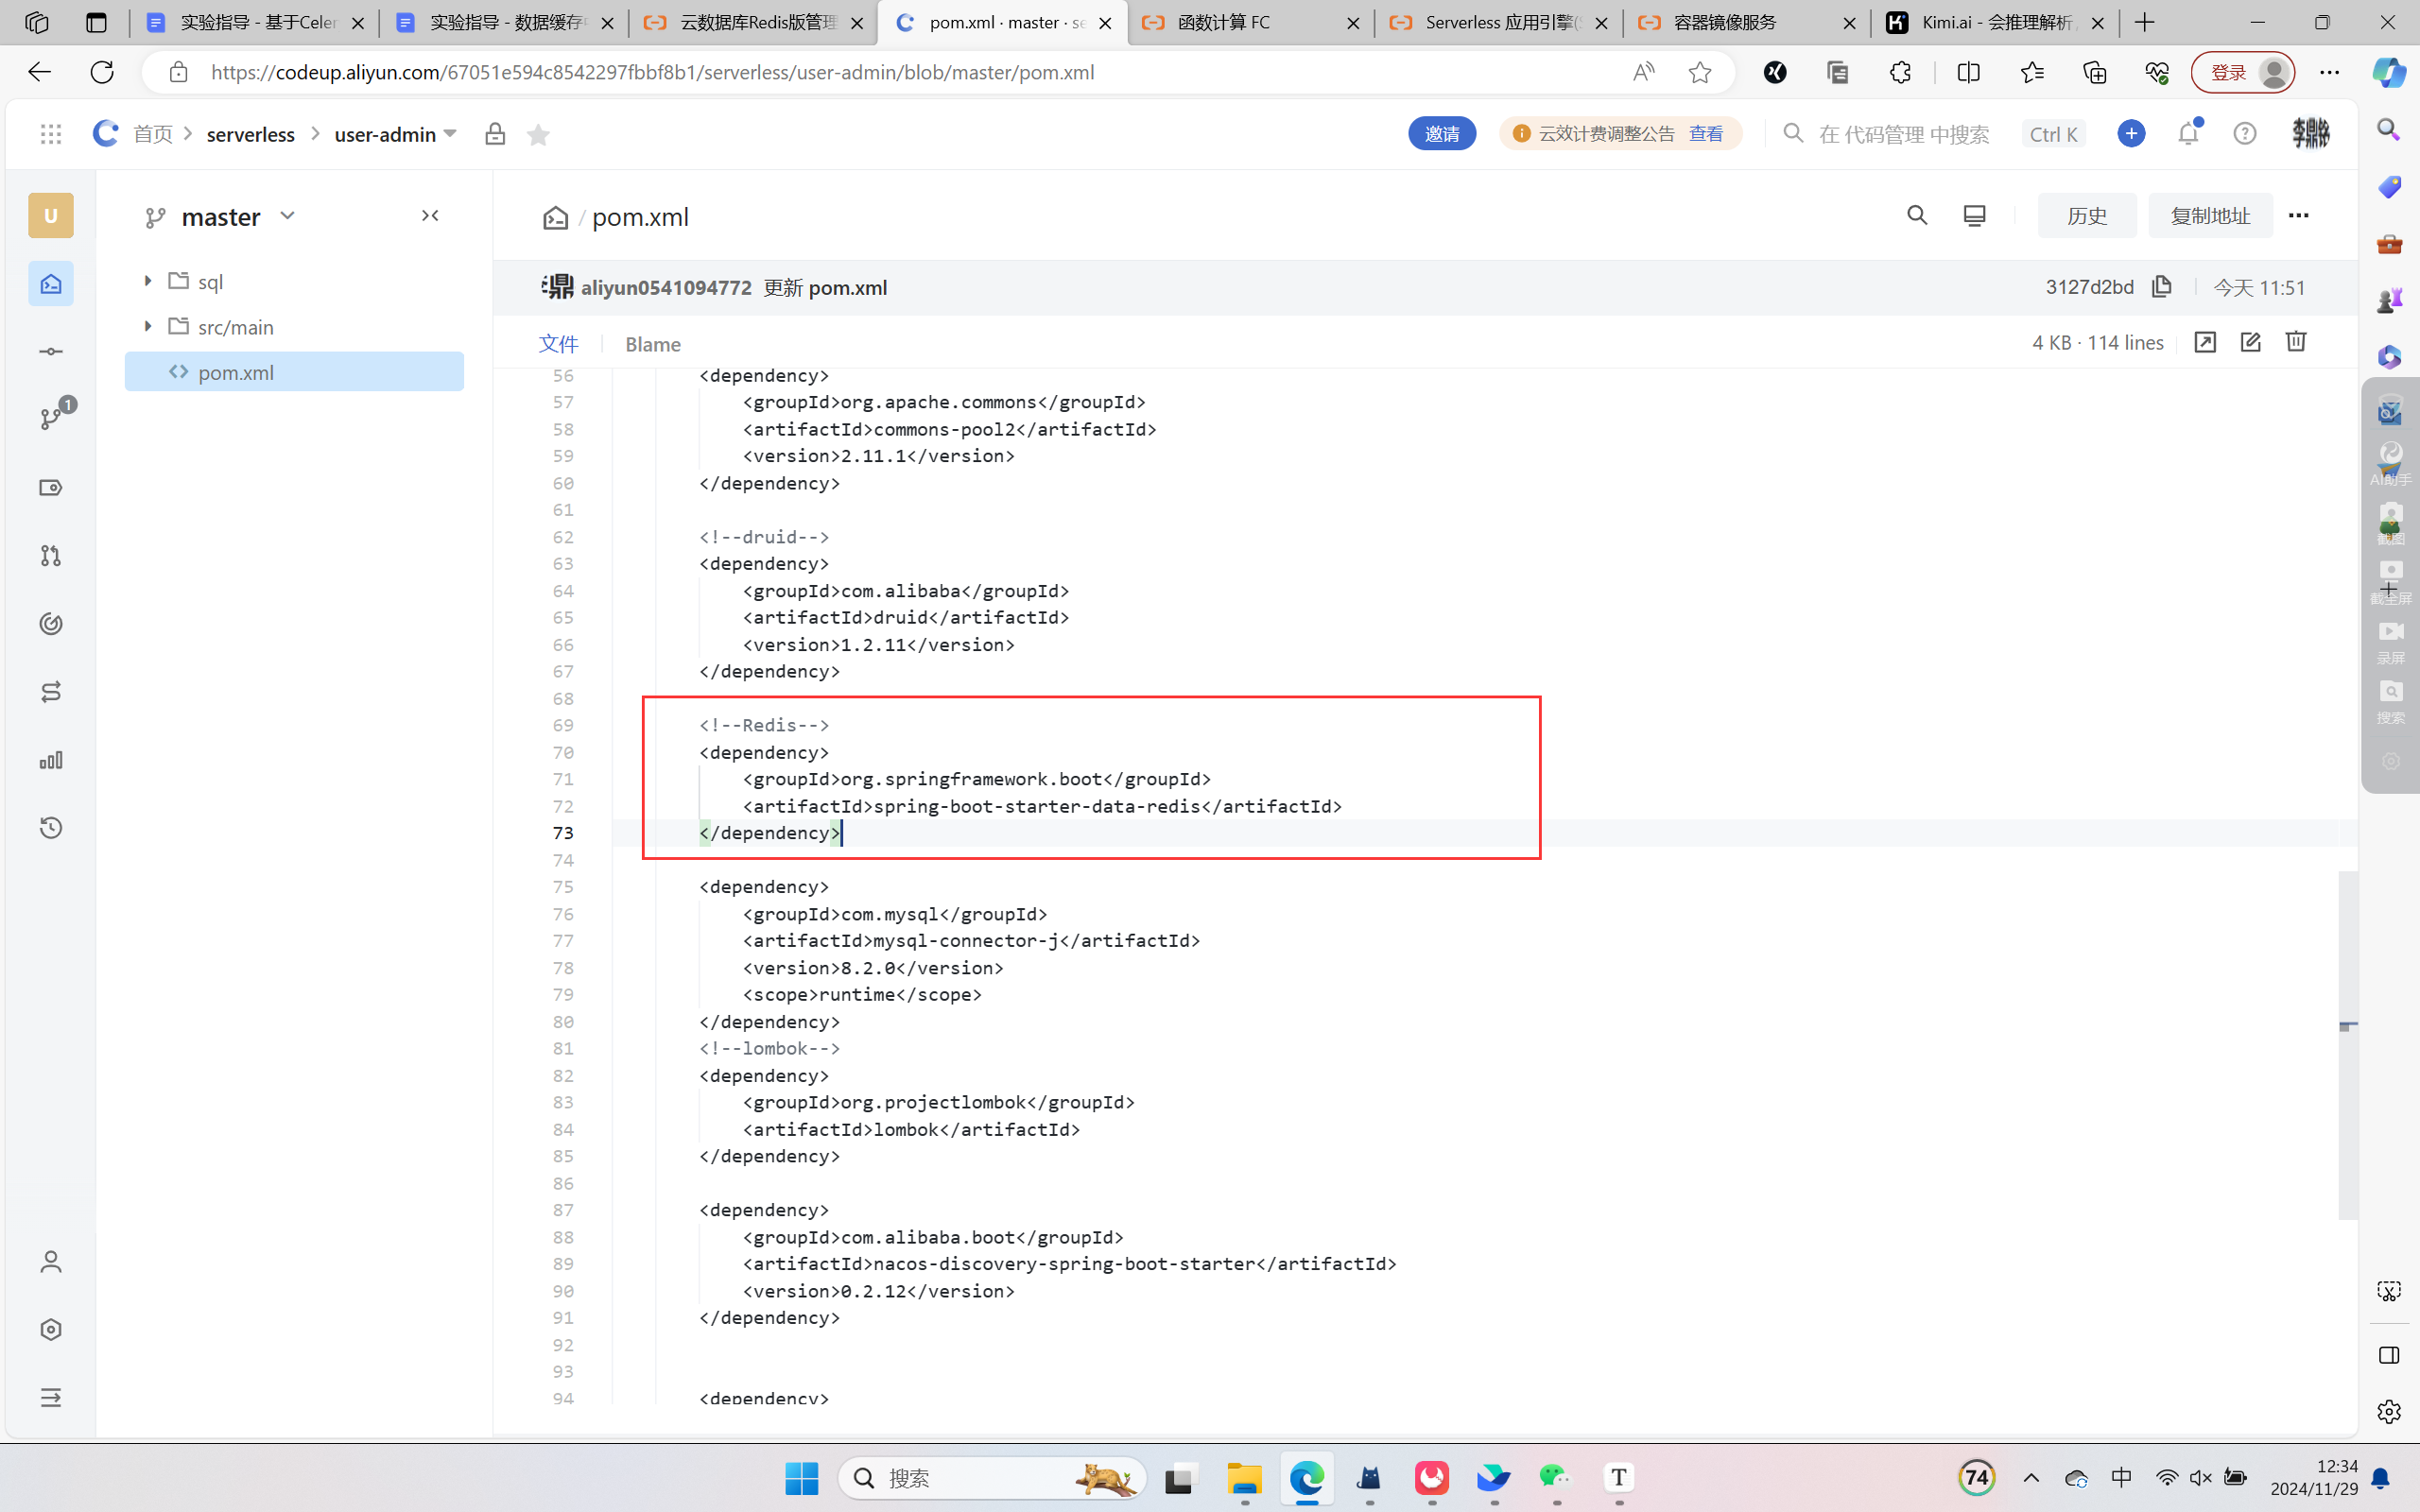 实验指导 - 基于Celer
实验指导 - 数据缓存
云数据库Redis版管理
pom.xml · master · se
函数计算 FC
Serverless 应用引擎(S
容器镜像服务
Kimi.ai - 会推理解析,
https://codeup.aliyun.com/67051e594c8542297fbbf8b1/serverless/user-admin/blob/master/pom.xml
登录
首页
serverless
user-admin
邀请
云效计费调整公告 查看
在 代码管理 中搜索
Ctrl K
李鼎铭
U
master
pom.xml
历史
复制地址
sql
src/main
pom.xml
1
aliyun0541094772 更新 pom.xml
3127d2bd
今天 11:51
文件
Blame
4 KB · 114 lines
56 <dependency>
57 <groupId>org.apache.commons</groupId>
58 <artifactId>commons-pool2</artifactId>
59 <version>2.11.1</version>
60 </dependency>
61
62 <!--druid-->
63 <dependency>
64 <groupId>com.alibaba</groupId>
65 <artifactId>druid</artifactId>
66 <version>1.2.11</version>
67 </dependency>
68
69 <!--Redis-->
70 <dependency>
71 <groupId>org.springframework.boot</groupId>
72 <artifactId>spring-boot-starter-data-redis</artifactId>
73 </dependency>
74
75 <dependency>
76 <groupId>com.mysql</groupId>
77 <artifactId>mysql-connector-j</artifactId>
78 <version>8.2.0</version>
79 <scope>runtime</scope>
80 </dependency>
81 <!--lombok-->
82 <dependency>
83 <groupId>org.projectlombok</groupId>
84 <artifactId>lombok</artifactId>
85 </dependency>
86
87 <dependency>
88 <groupId>com.alibaba.boot</groupId>
89 <artifactId>nacos-discovery-spring-boot-starter</artifactId>
90 <version>0.2.12</version>
91 </dependency>
92
93
94 <dependency>
AI助手
截图
截全屏
录屏
搜索
搜索
T
74
中
12:34
2024/11/29